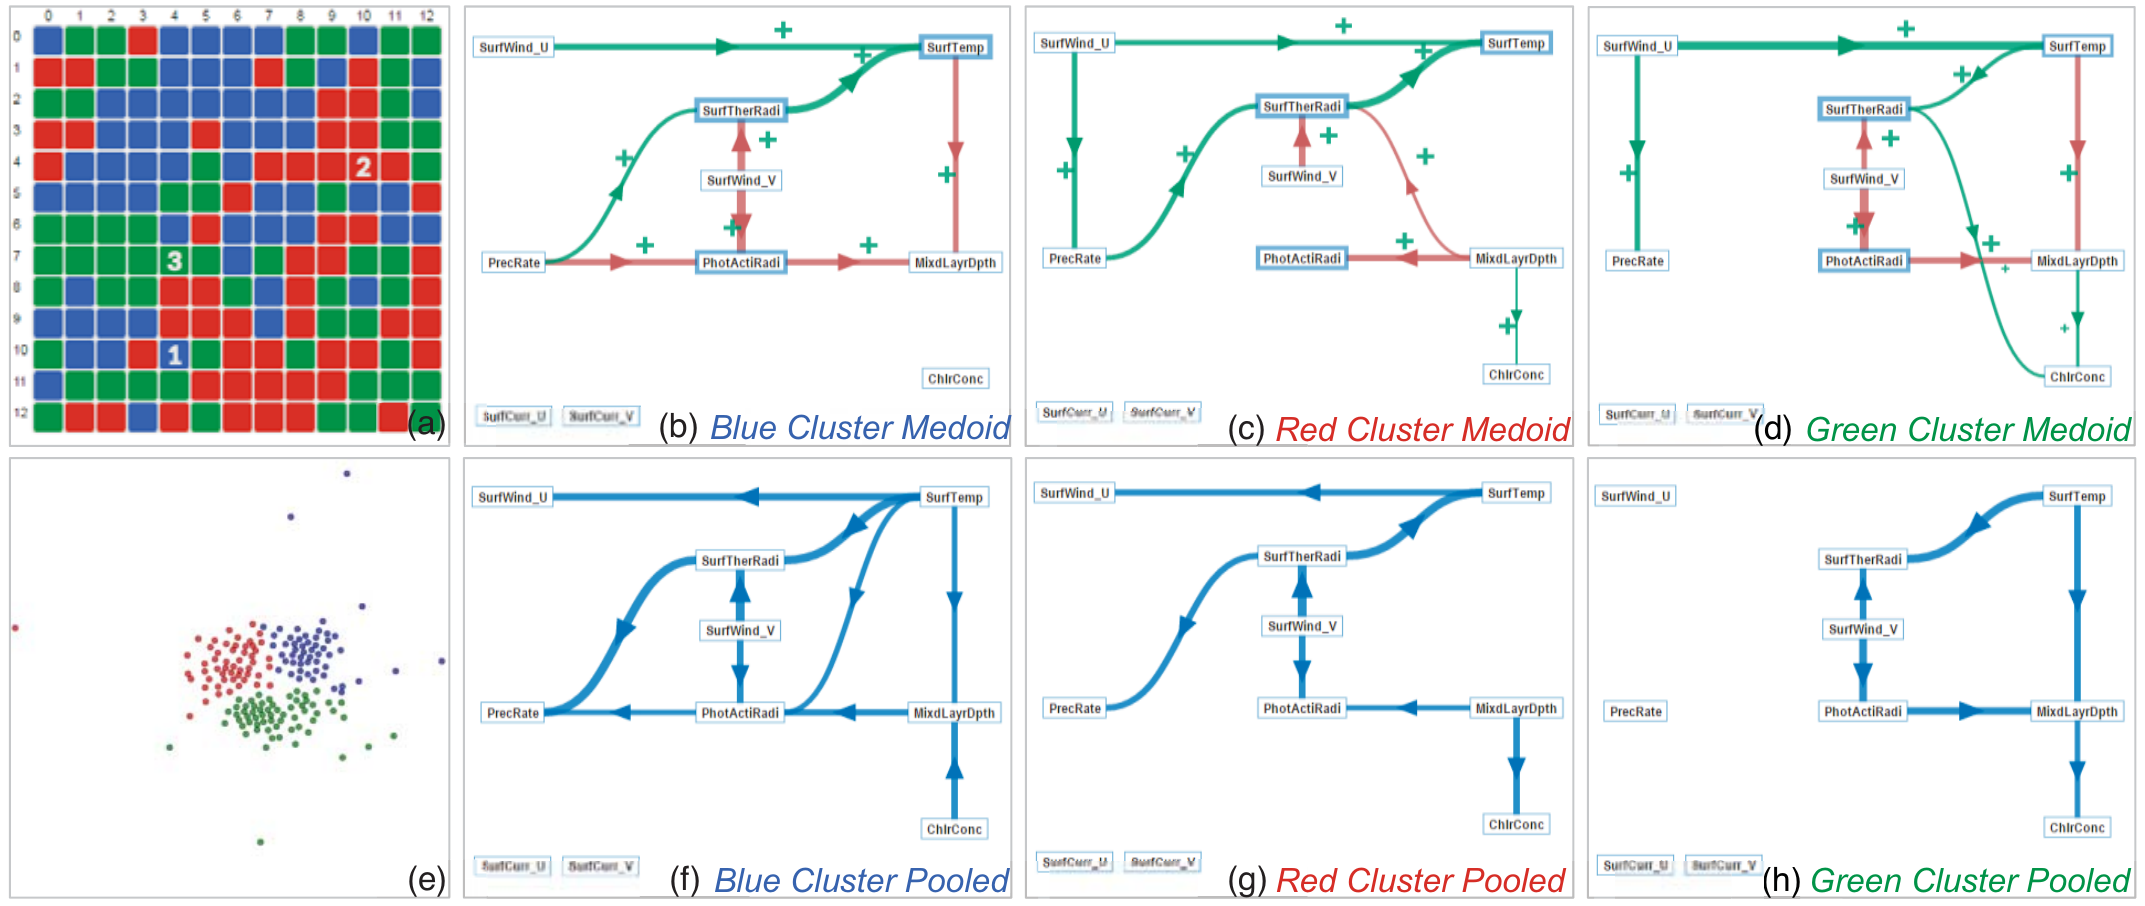 0 1 2 3 4 5 6 7 8 9 10 11 12
0
1
2
3
4
5
6
7
8
9
10
11
12
2
3
1
(a)
SurfWind_U
SurfTemp
SurfTherRadi
SurfWind_V
PrecRate
PhotActiRadi
MixdLayrDpth
ChlrConc
SurfCurr_U SurfCurr_V
(b) Blue Cluster Medoid
SurfWind_U
SurfTemp
SurfTherRadi
SurfWind_V
PrecRate
PhotActiRadi
MixdLayrDpth
ChlrConc
SurfCurr_U SurfCurr_V
(c) Red Cluster Medoid
SurfWind_U
SurfTemp
SurfTherRadi
SurfWind_V
PrecRate
PhotActiRadi
MixdLayrDpth
ChlrConc
SurfCurr_U SurfCurr_V
(d) Green Cluster Medoid
(e)
SurfWind_U
SurfTemp
SurfTherRadi
SurfWind_V
PrecRate
PhotActiRadi
MixdLayrDpth
ChlrConc
SurfCurr_U SurfCurr_V
(f) Blue Cluster Pooled
SurfWind_U
SurfTemp
SurfTherRadi
SurfWind_V
PrecRate
PhotActiRadi
MixdLayrDpth
ChlrConc
SurfCurr_U SurfCurr_V
(g) Red Cluster Pooled
SurfWind_U
SurfTemp
SurfTherRadi
SurfWind_V
PrecRate
PhotActiRadi
MixdLayrDpth
ChlrConc
SurfCurr_U SurfCurr_V
(h) Green Cluster Pooled